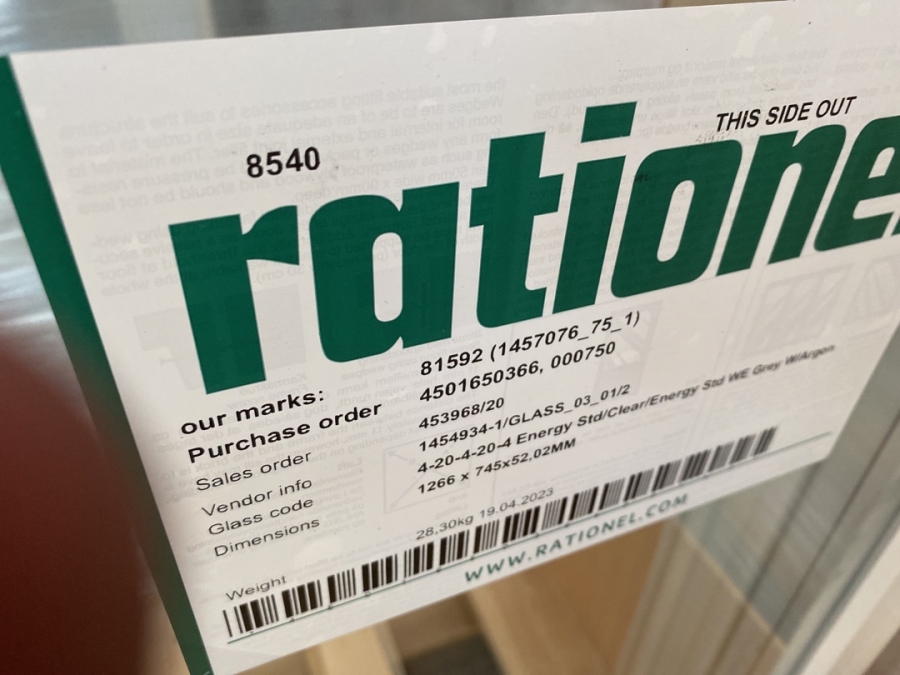 THIS SIDE OUT
8540
ratione
our marks: 81592 (1457076_75_1)
Purchase order 4501650366, 000750
Sales order 453968/20
Vendor info 1454934-1/GLASS_03_01/2
Glass code 4-20-4-20-4 Energy Std/Clear/Energy Std WE Grey W/Argon
Dimensions 1266 x 745x52,02MM
Weight 28,30kg 19.04.2023
WWW.RATIONEL.COM